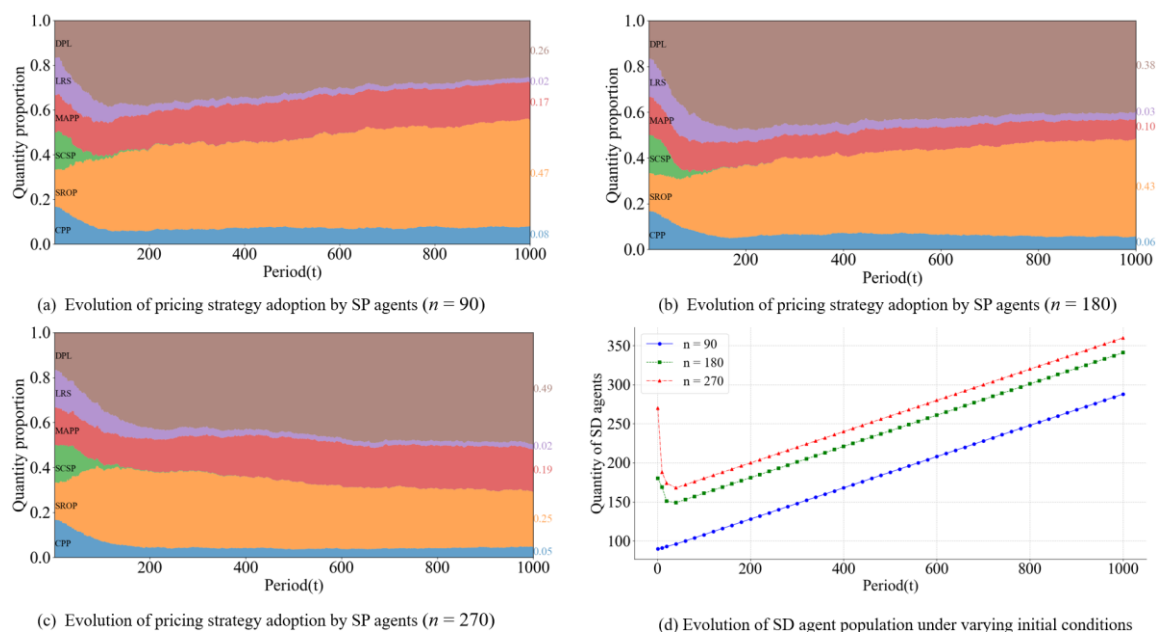 1.0
0.8
0.6
0.4
0.2
0.0
Quantity proportion
DPL
LRS
MAPP
SCSP
SROP
CPP
0.26
0.02
0.17
0.47
0.08
200 400 600 800 1000
Period(t)
(a) Evolution of pricing strategy adoption by SP agents (n = 90)
1.0
0.8
0.6
0.4
0.2
0.0
Quantity proportion
DPL
LRS
MAPP
SCSP
SROP
CPP
0.38
0.03
0.10
0.43
0.06
200 400 600 800 1000
Period(t)
(b) Evolution of pricing strategy adoption by SP agents (n = 180)
1.0
0.8
0.6
0.4
0.2
0.0
Quantity proportion
DPL
LRS
MAPP
SCSP
SROP
CPP
0.49
0.02
0.19
0.25
0.05
200 400 600 800 1000
Period(t)
(c) Evolution of pricing strategy adoption by SP agents (n = 270)
350
300
250
200
150
100
Quantity of SD agents
n = 90
n = 180
n = 270
0 200 400 600 800 1000
Period(t)
(d) Evolution of SD agent population under varying initial conditions